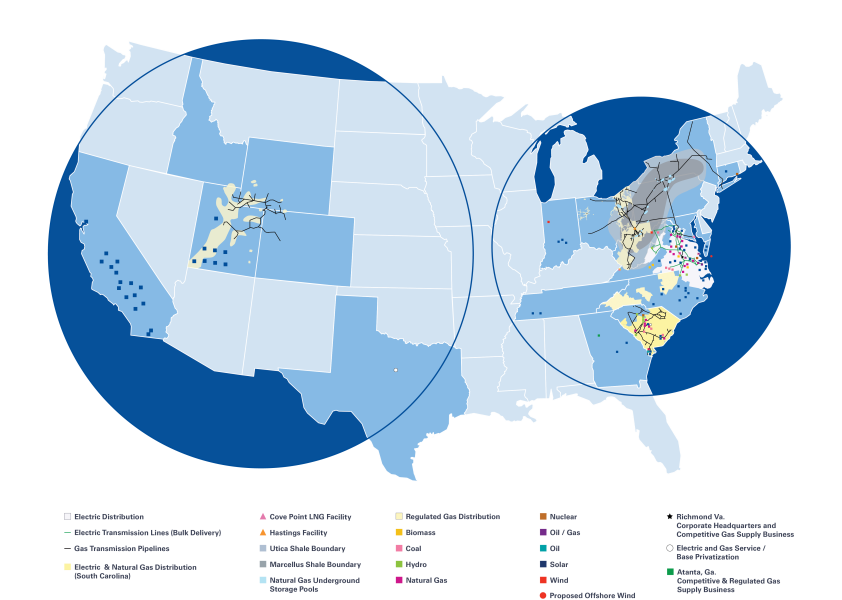 Electric Distribution
Electric Transmission Lines (Bulk Delivery)
Gas Transmission Pipelines
Electric & Natural Gas Distribution
(South Carolina)
Cove Point LNG Facility
Hastings Facility
Utica Shale Boundary
Marcellus Shale Boundary
Natural Gas Underground
Storage Pools
Regulated Gas Distribution
Biomass
Coal
Hydro
Natural Gas
Nuclear
Oil / Gas
Oil
Solar
Wind
Proposed Offshore Wind
Richmond Va.
Corporate Headquarters and
Competitive Gas Supply Business
Electric and Gas Service /
Base Privatization
Atanta, Ga.
Competitive & Regulated Gas
Supply Business